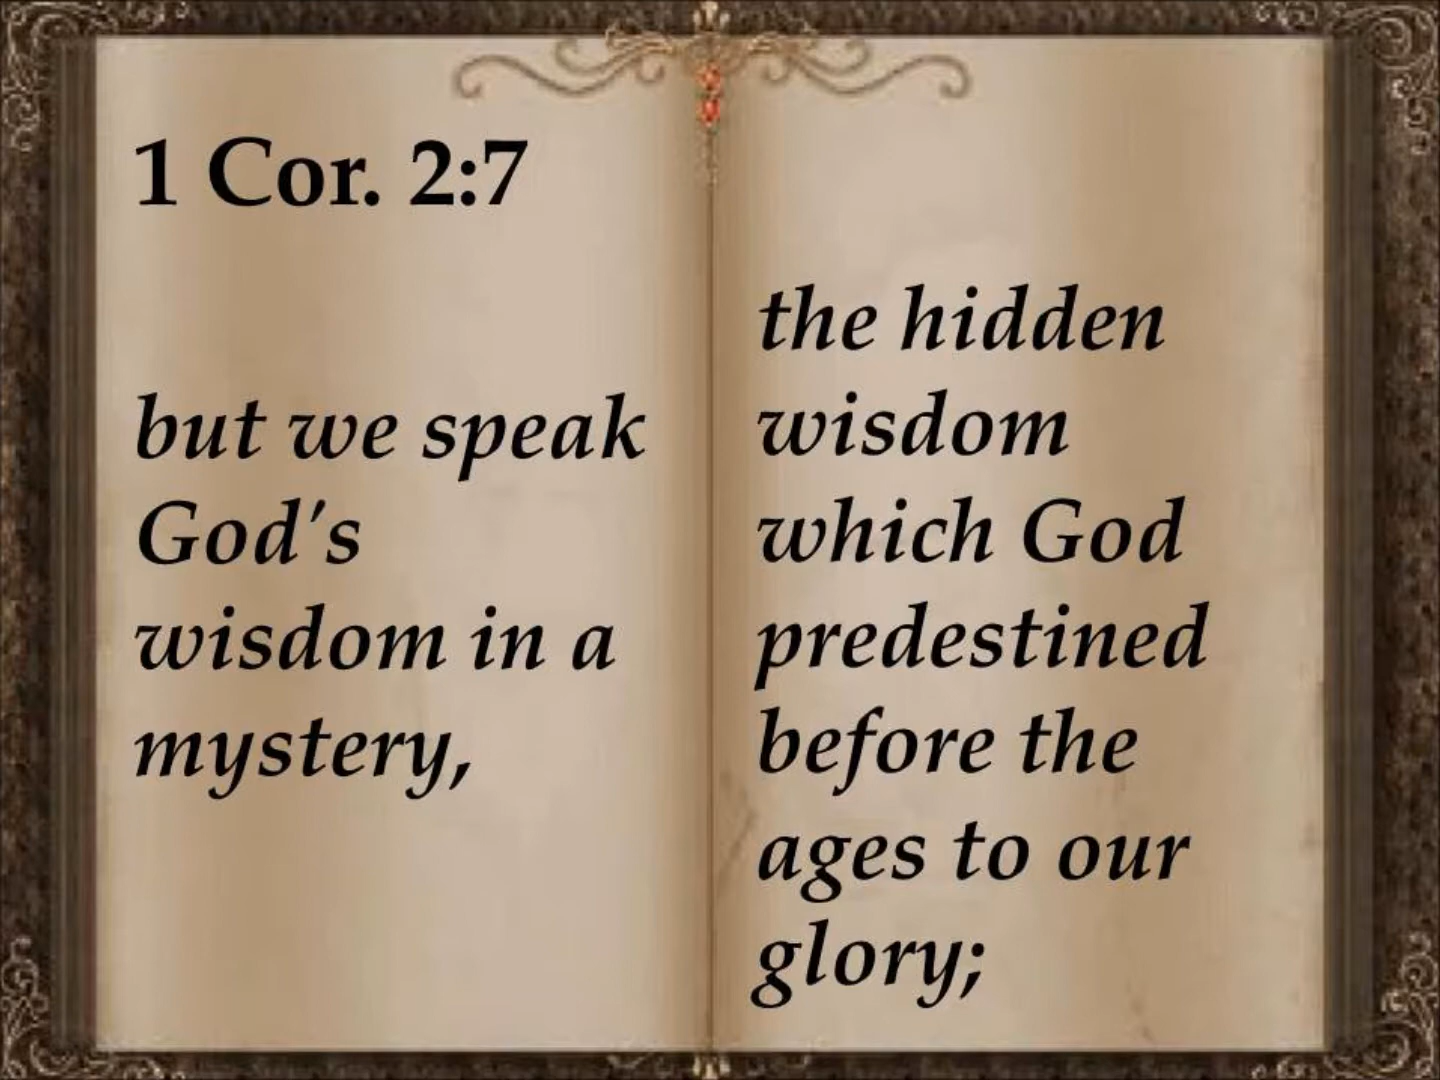 1 Cor. 2:7
but we speak
God's
wisdom in a
mystery,
the hidden
wisdom
which God
predestined
before the
ages to our
glory;